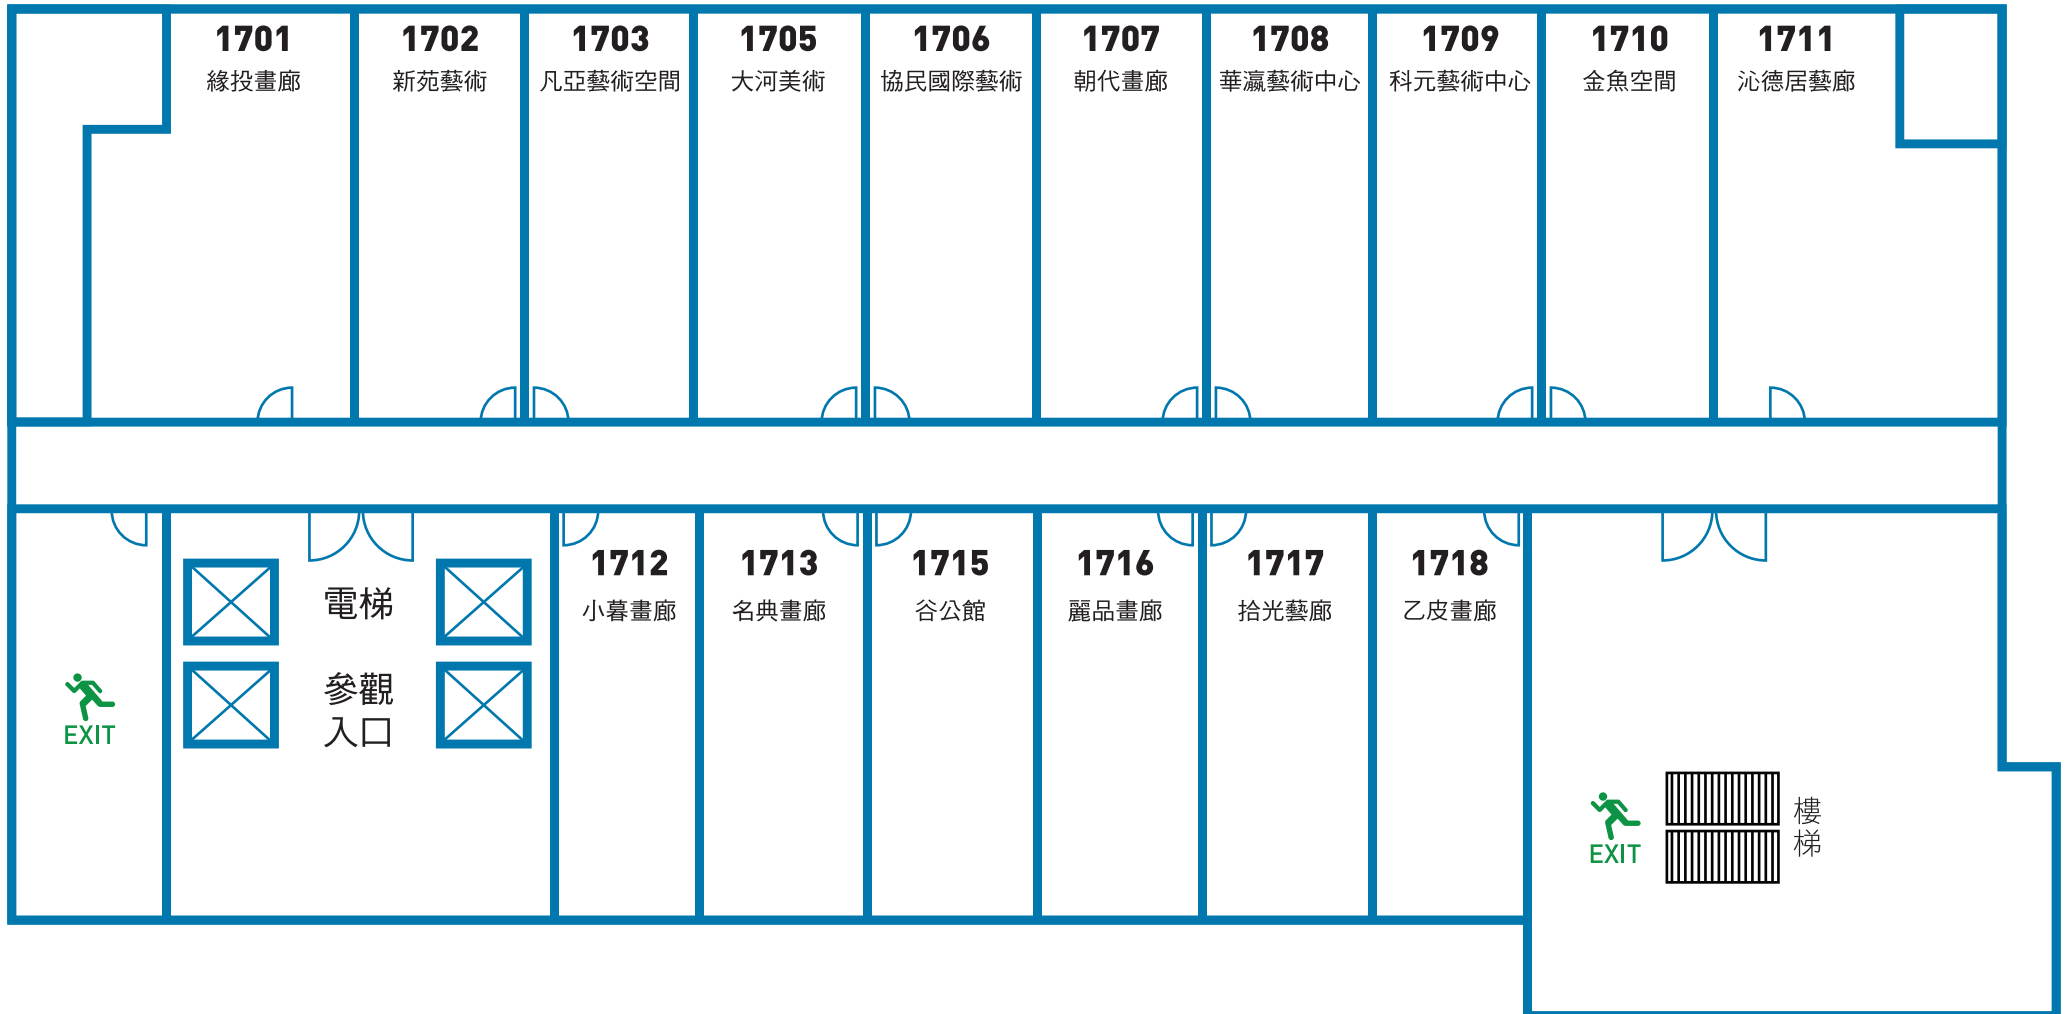 1701
緣投畫廊
1702
新苑藝術
1703
凡亞藝術空間
1705
大河美術
1706
協民國際藝術
1707
朝代畫廊
1708
華瀛藝術中心
1709
科元藝術中心
1710
金魚空間
1711
沁德居藝廊
電梯
參觀
入口
1712
小暮畫廊
1713
名典畫廊
1715
谷公館
1716
麗品畫廊
1717
拾光藝廊
1718
乙皮畫廊
EXIT
EXIT
樓
梯